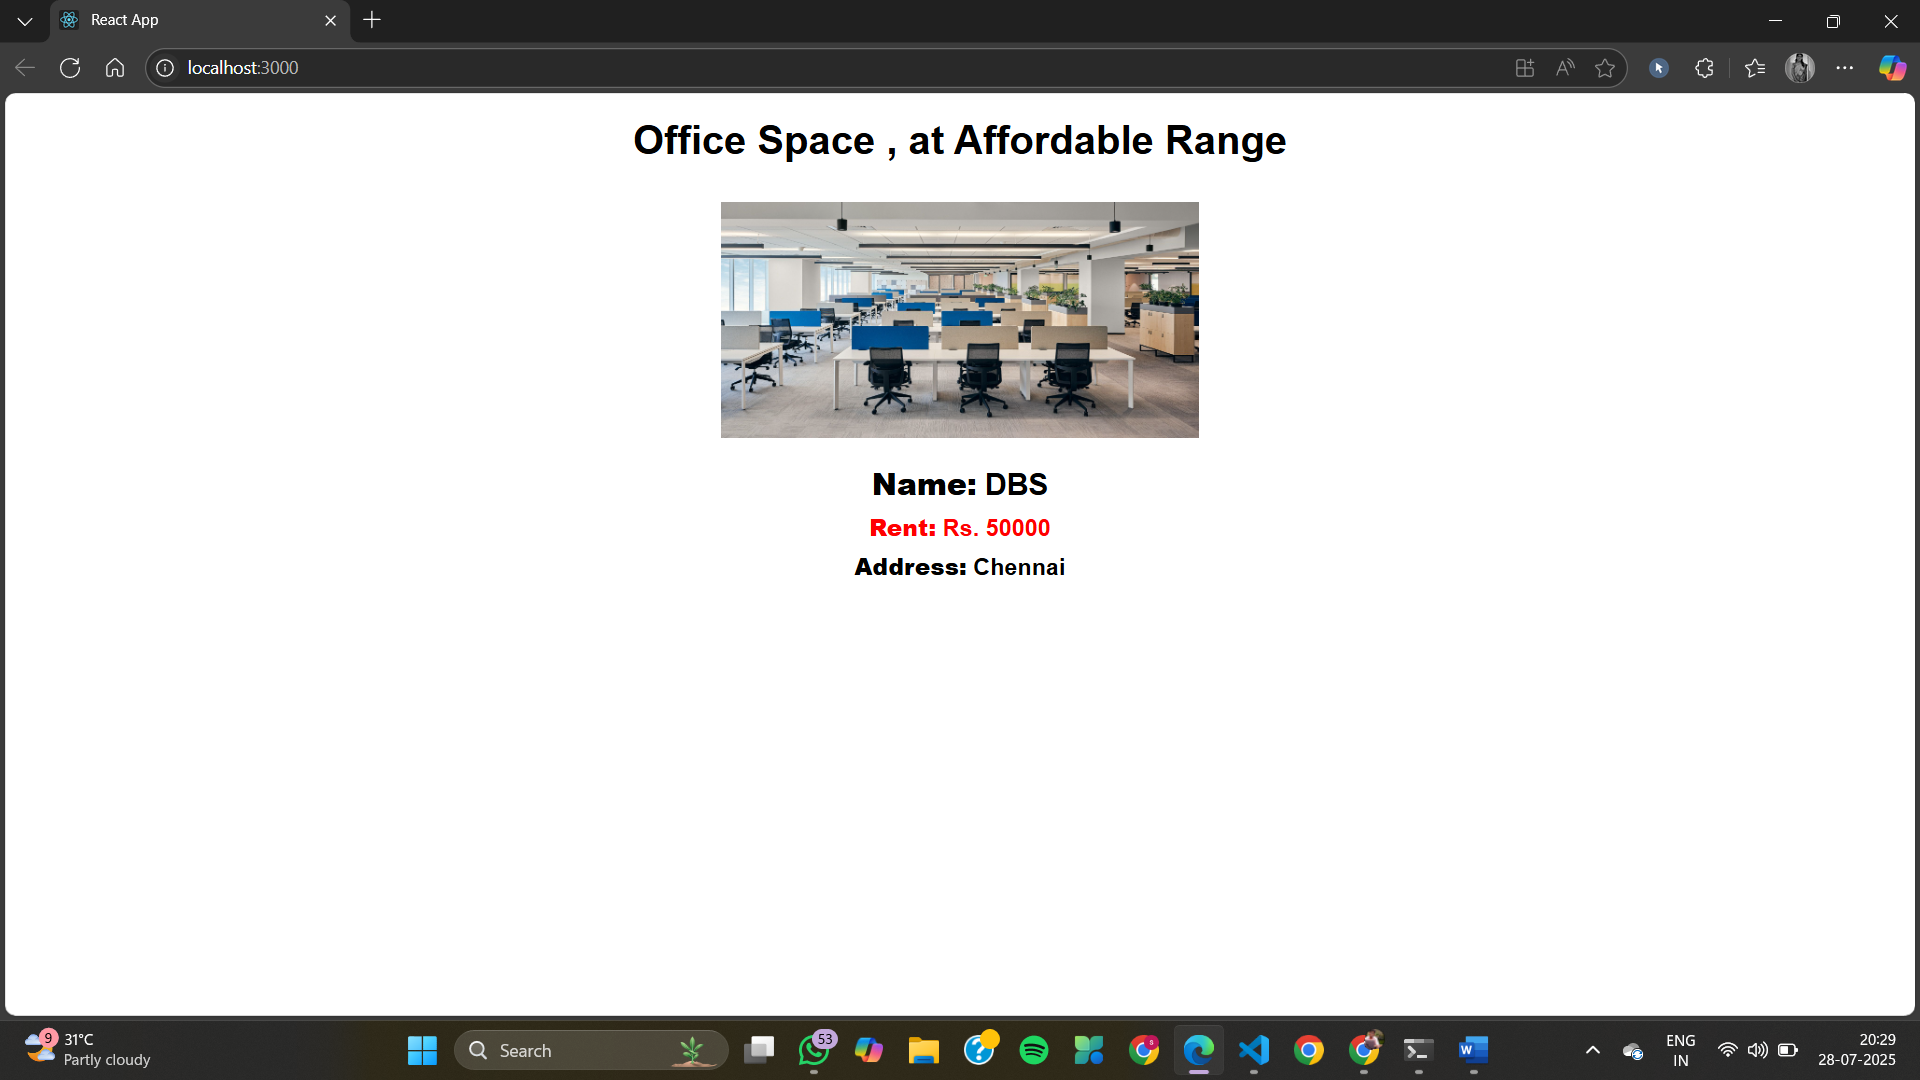 React App
localhost:3000
Office Space , at Affordable Range
Name: DBS
Rent: Rs. 50000
Address: Chennai
9
31°C
Partly cloudy
Search
53
ENG
IN
20:29
28-07-2025